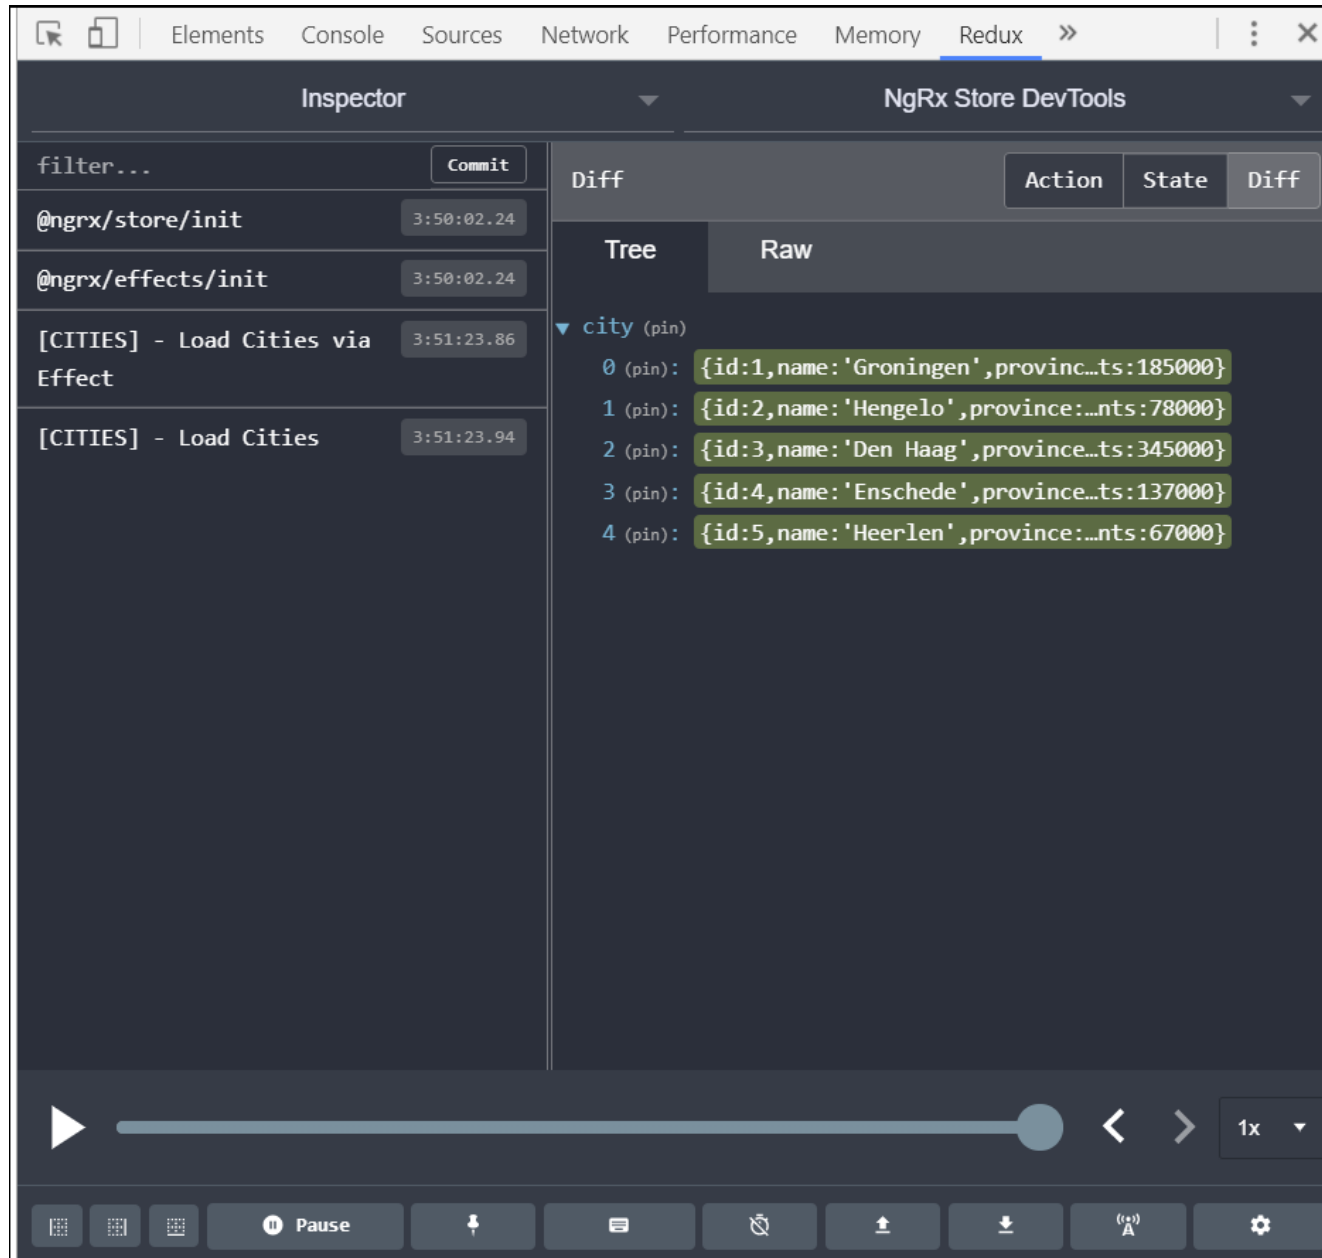 Elements Console Sources Network Performance Memory Redux »
Inspector NgRx Store DevTools
filter... Commit
Diff Action State Diff
@ngrx/store/init 3:50:02.24
Tree Raw
@ngrx/effects/init 3:50:02.24
[CITIES] - Load Cities via 3:51:23.86
Effect
[CITIES] - Load Cities 3:51:23.94
city (pin)
0 (pin): {id:1,name:'Groningen',provinc…ts:185000}
1 (pin): {id:2,name:'Hengelo',province:…nts:78000}
2 (pin): {id:3,name:'Den Haag',province…ts:345000}
3 (pin): {id:4,name:'Enschede',province…ts:137000}
4 (pin): {id:5,name:'Heerlen',province:…nts:67000}
1x
Pause